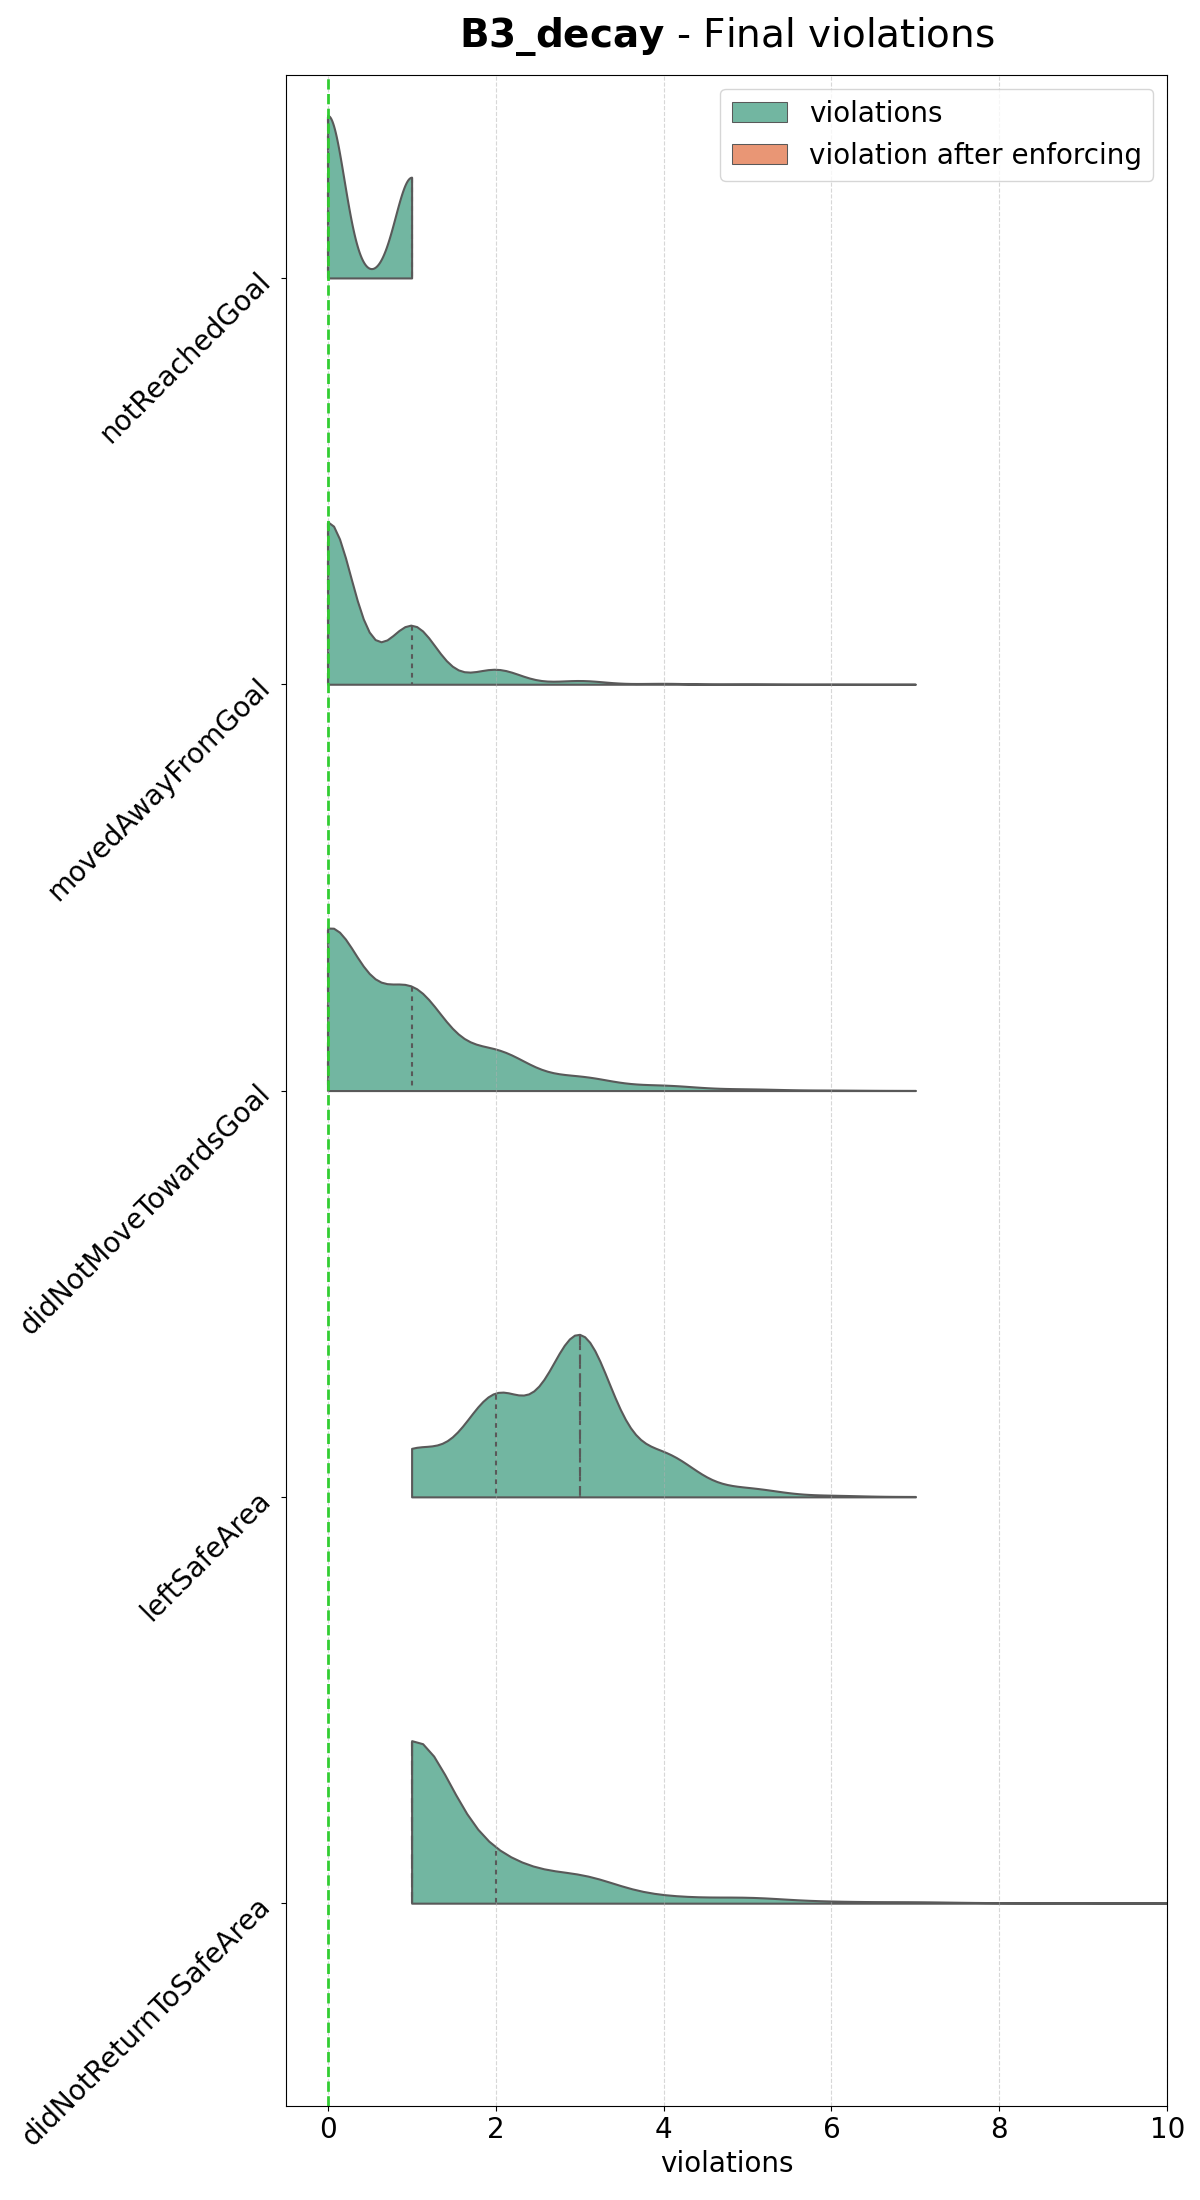 B3_decay - Final violations
violations
violation after enforcing
notReachedGoal
movedAwayFromGoal
didNotMoveTowardsGoal
leftSafeArea
didNotReturnToSafeArea
0 2 4 6 8 10
violations